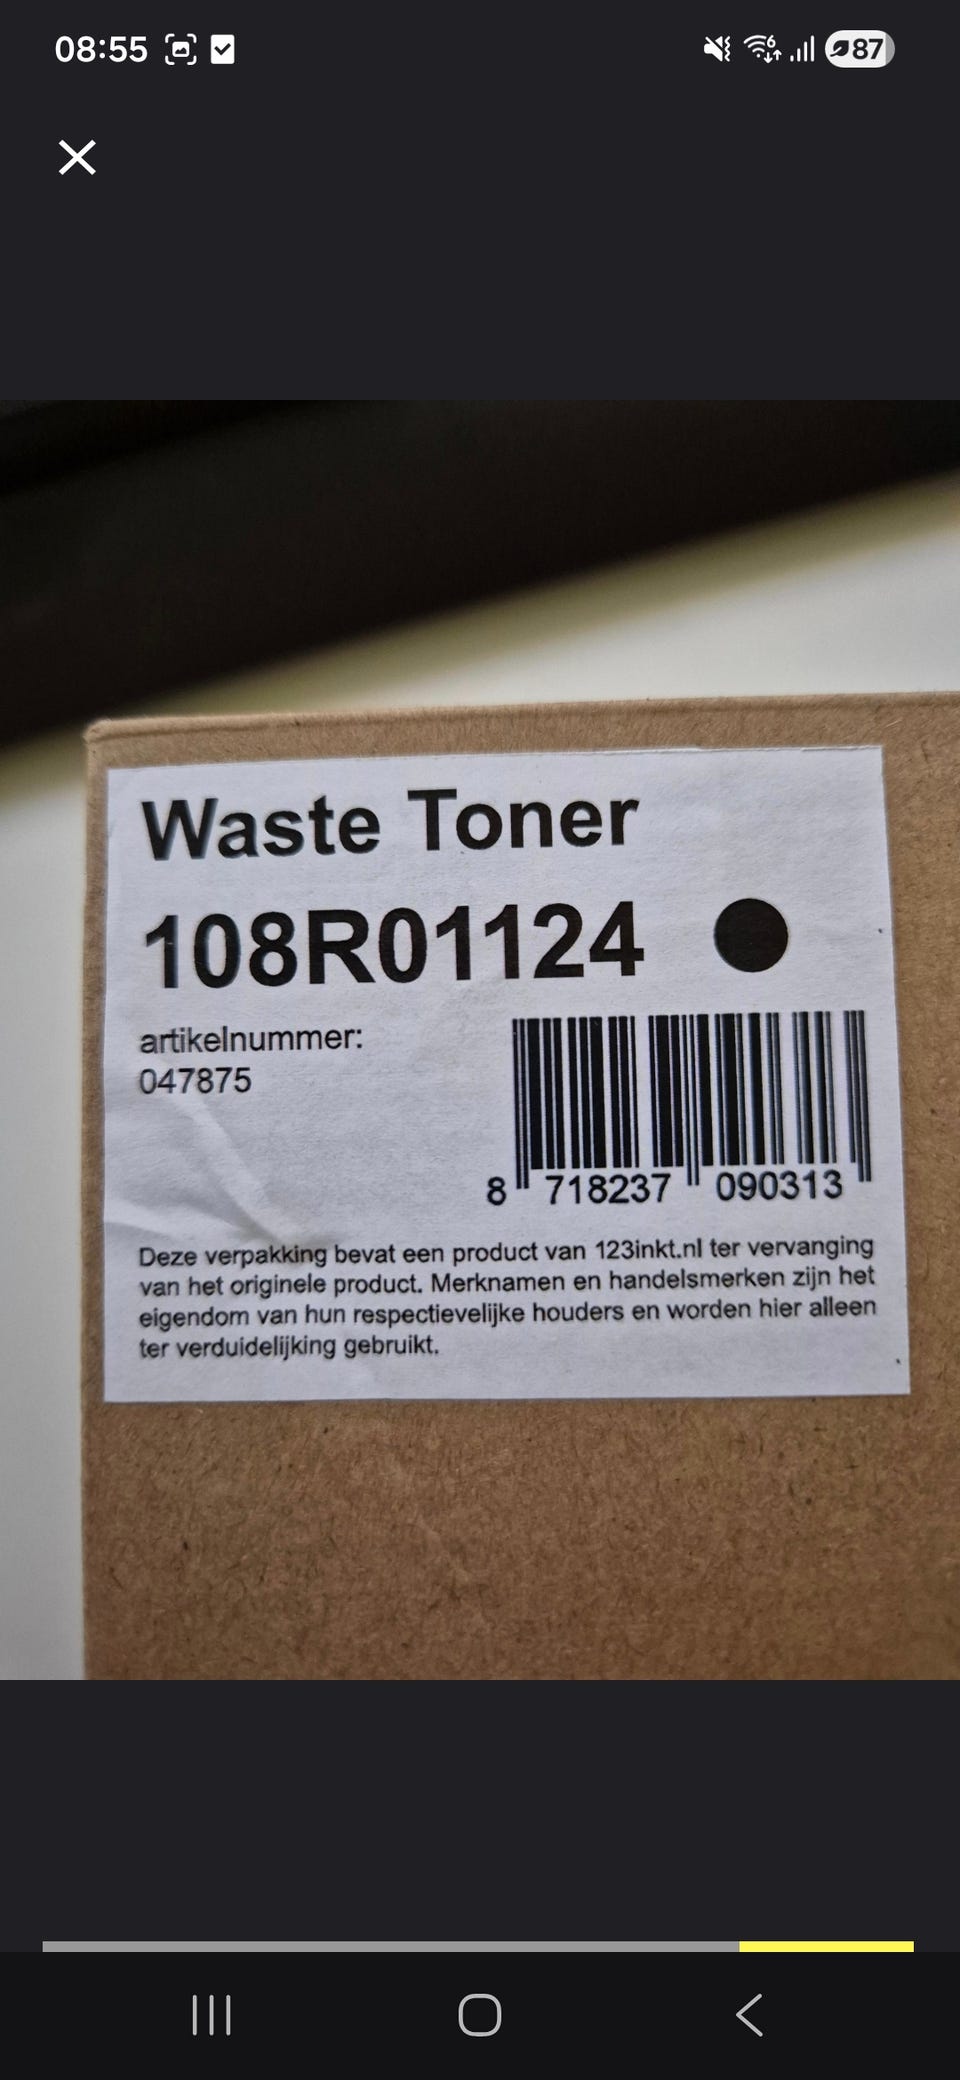 08:55
87
Waste Toner
108R01124
artikelnummer:
047875
8 718237 090313
Deze verpakking bevat een product van 123inkt.nl ter vervanging
van het originele product. Merknamen en handelsmerken zijn het
eigendom van hun respectievelijke houders en worden hier alleen
ter verduidelijking gebruikt.